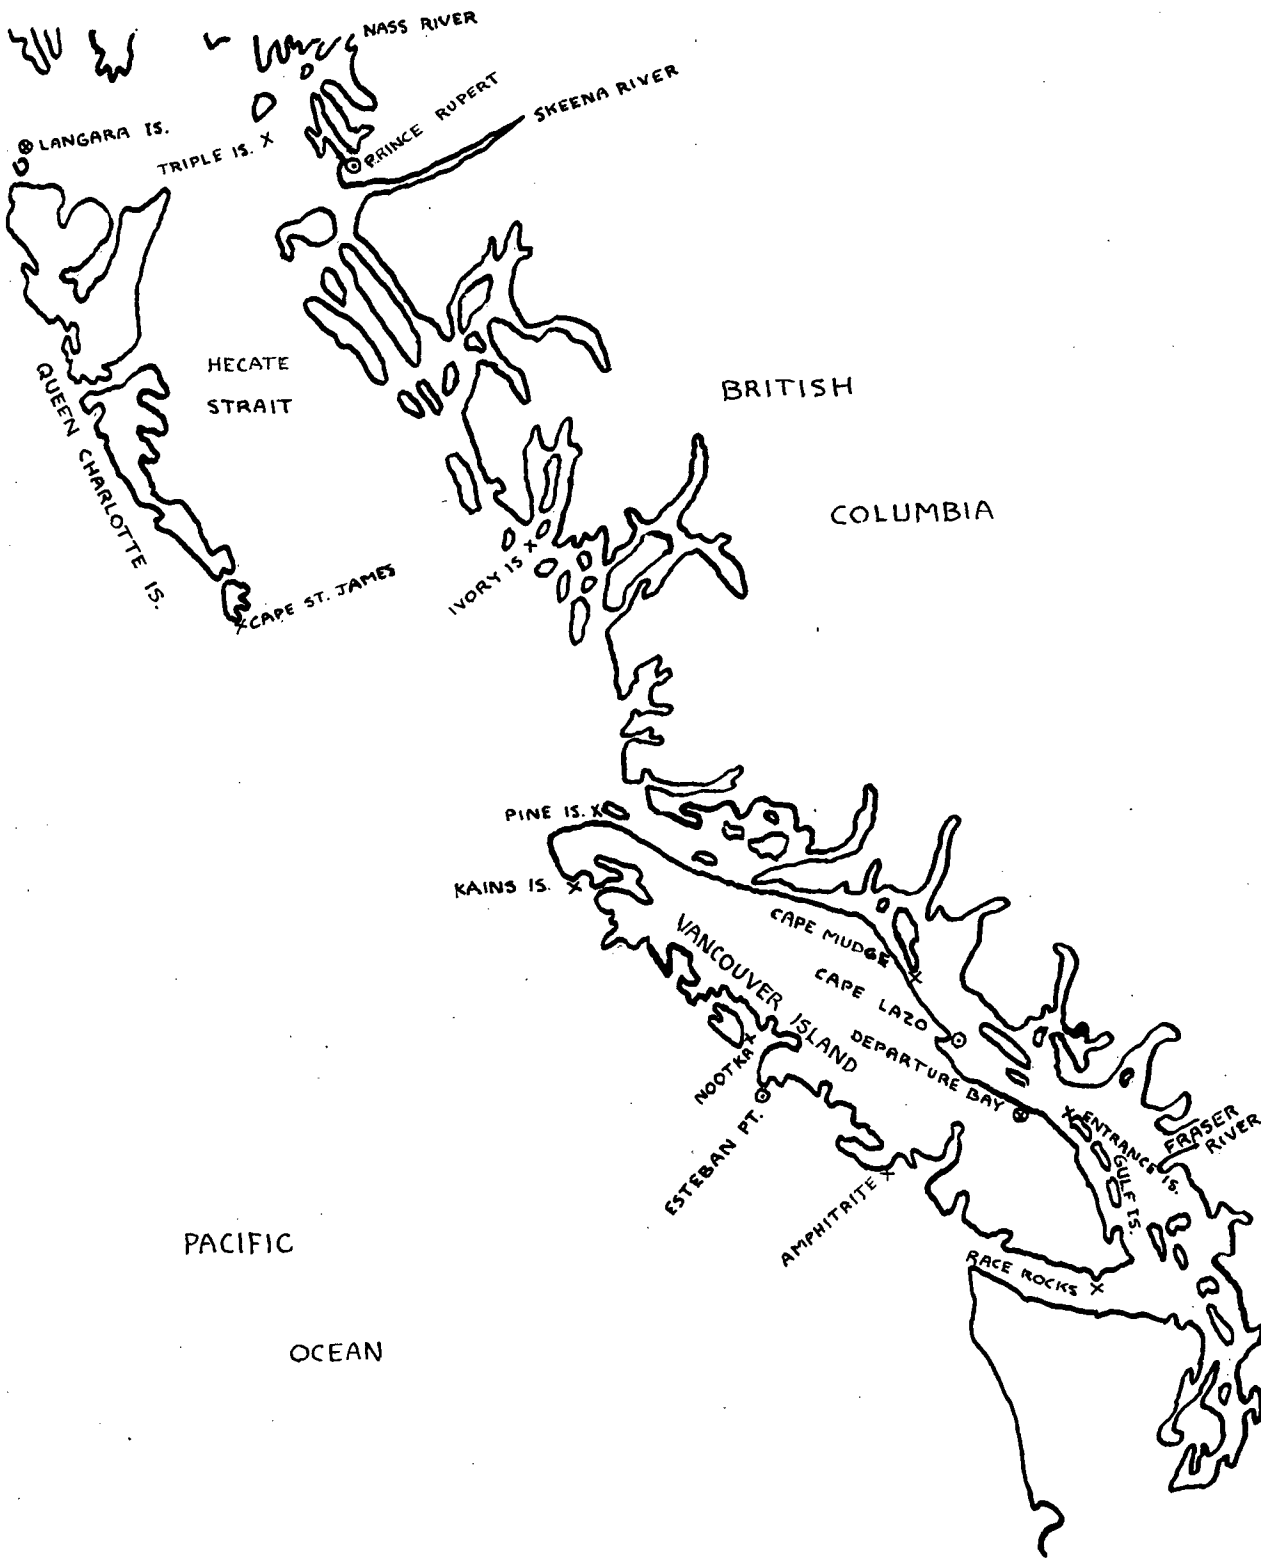 NASS RIVER
PRINCE RUPERT
SKEENA RIVER
LANGARA IS.
TRIPLE IS.
HECATE
STRAIT
QUEEN CHARLOTTE IS.
BRITISH
COLUMBIA
CAPE ST. JAMES
IVORY IS
PINE IS.
KAINS IS.
VANCOUVER ISLAND
CAPE MUDGE
CAPE LAZO
DEPARTURE BAY
NOOTKA
ESTEBAN PT.
AMPHITRITE
ENTRANCE IS.
GULF IS.
FRASER
RIVER
RACE ROCKS
PACIFIC
OCEAN